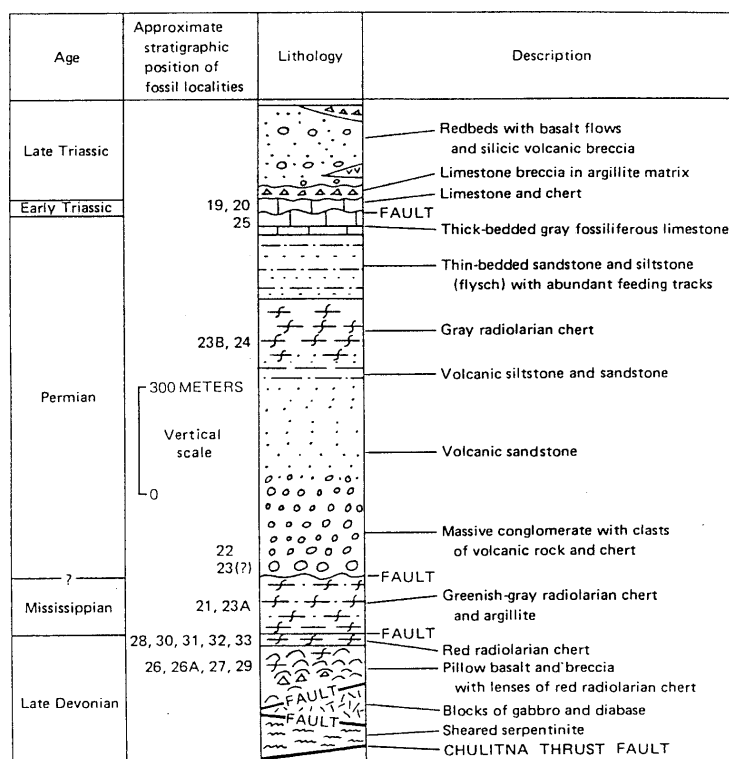 Age
Approximate
stratigraphic
position of
fossil localities
Lithology
Description
Late Triassic
Redbeds with basalt flows
and silicic volcanic breccia
Limestone breccia in argillite matrix
Early Triassic
19, 20
Limestone and chert
FAULT
25
Thick-bedded gray fossiliferous limestone
Thin-bedded sandstone and siltstone
(flysch) with abundant feeding tracks
23B, 24
Gray radiolarian chert
Volcanic siltstone and sandstone
Permian
300 METERS
Vertical
scale
0
Volcanic sandstone
Massive conglomerate with clasts
of volcanic rock and chert
22
23(?)
?
FAULT
Mississippian
21, 23A
Greenish-gray radiolarian chert
and argillite
FAULT
28, 30, 31, 32, 33
Red radiolarian chert
26, 26A, 27, 29
Pillow basalt and breccia
with lenses of red radiolarian chert
Late Devonian
FAULT
Blocks of gabbro and diabase
FAULT
Sheared serpentinite
CHULITNA THRUST FAULT